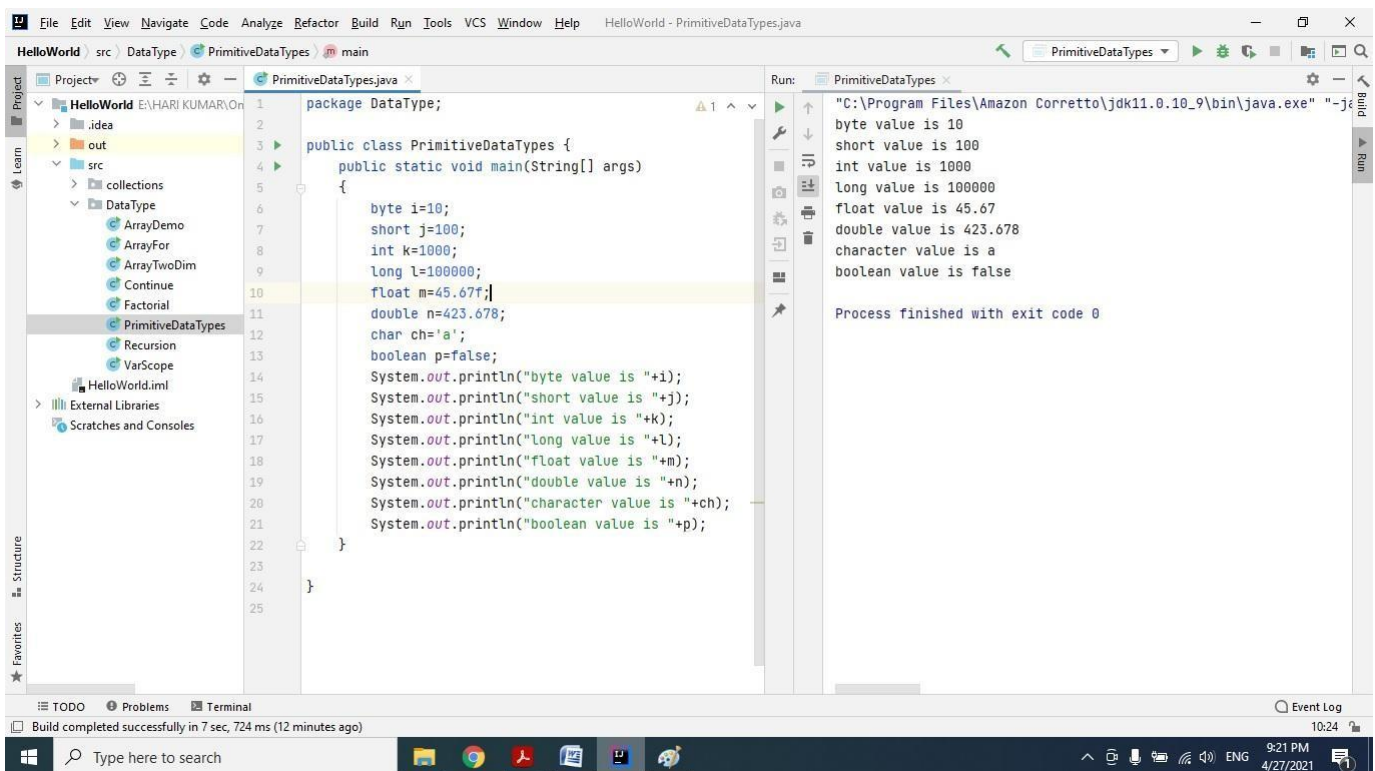 File Edit View Navigate Code Analyze Refactor Build Run Tools VCS Window Help HelloWorld - PrimitiveDataTypes.java
HelloWorld src DataType PrimitiveDataTypes main
PrimitiveDataTypes
Project
PrimitiveDataTypes.java
Run: PrimitiveDataTypes
Project
Learn
Structure
Favorites
HelloWorld E:\HARI KUMAR\On
.idea
out
src
collections
DataType
ArrayDemo
ArrayFor
ArrayTwoDim
Continue
Factorial
PrimitiveDataTypes
Recursion
VarScope
HelloWorld.iml
External Libraries
Scratches and Consoles
1 package DataType;
1
2
3 public class PrimitiveDataTypes {
4 public static void main(String[] args)
5 {
6 byte i=10;
7 short j=100;
8 int k=1000;
9 long l=100000;
10 float m=45.67f;
11 double n=423.678;
12 char ch='a';
13 boolean p=false;
14 System.out.println("byte value is "+i);
15 System.out.println("short value is "+j);
16 System.out.println("int value is "+k);
17 System.out.println("long value is "+l);
18 System.out.println("float value is "+m);
19 System.out.println("double value is "+n);
20 System.out.println("character value is "+ch);
21 System.out.println("boolean value is "+p);
22 }
23
24 }
25
"C:\Program Files\Amazon Corretto\jdk11.0.10_9\bin\java.exe" "-ja
byte value is 10
short value is 100
int value is 1000
long value is 100000
float value is 45.67
double value is 423.678
character value is a
boolean value is false
Process finished with exit code 0
Build
Run
TODO Problems Terminal
Event Log
Build completed successfully in 7 sec, 724 ms (12 minutes ago)
10:24
Type here to search
ENG
9:21 PM
4/27/2021
1